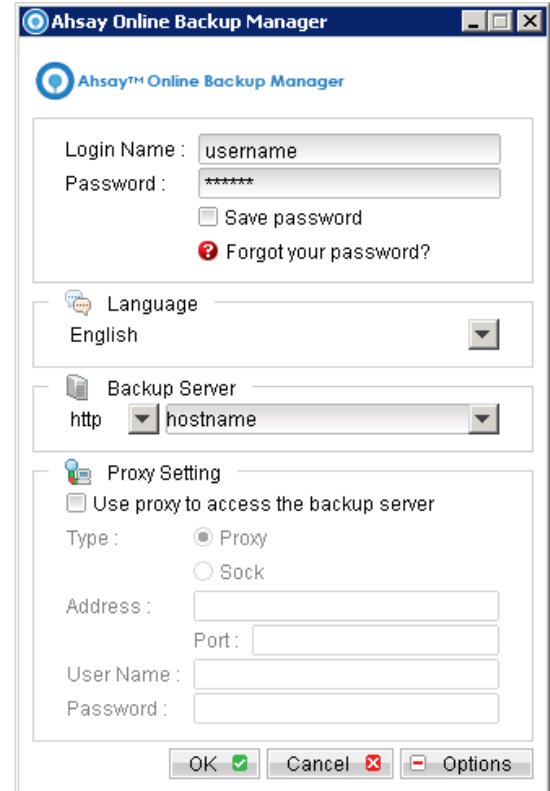 Ahsay Online Backup Manager
Ahsay™ Online Backup Manager
Login Name : username
Password : ******
Save password
Forgot your password?
Language
English
Backup Server
http hostname
Proxy Setting
Use proxy to access the backup server
Type : Proxy
Sock
Address :
Port :
User Name :
Password :
OK Cancel Options